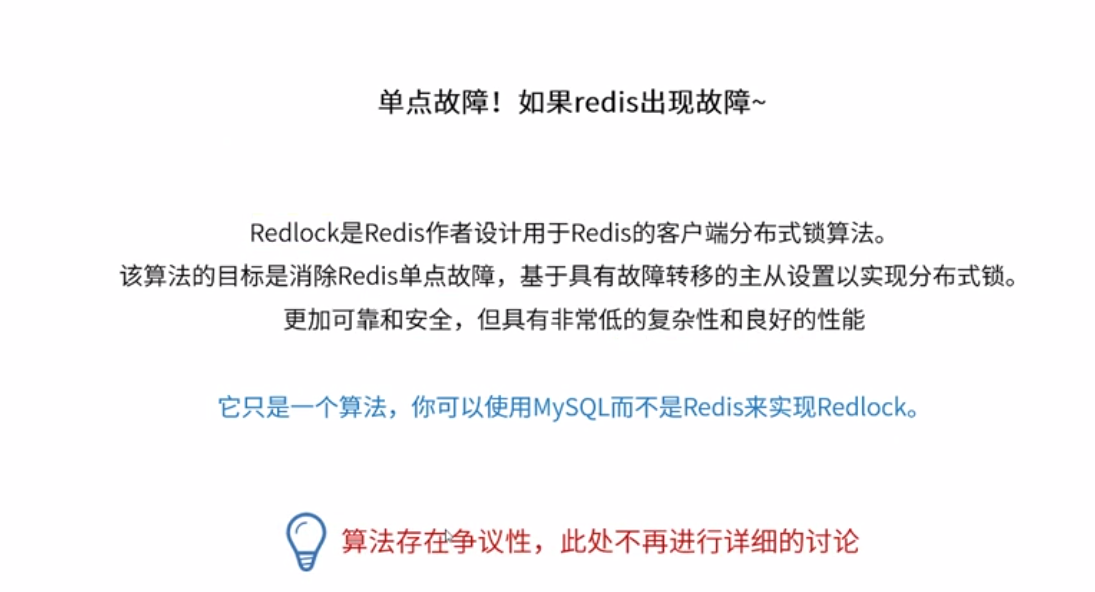 单点故障！如果redis出现故障~
Redlock是Redis作者设计用于Redis的客户端分布式锁算法。
该算法的目标是消除Redis单点故障，基于具有故障转移的主从设置以实现分布式锁。
更加可靠和安全，但具有非常低的复杂性和良好的性能
它只是一个算法，你可以使用MySQL而不是Redis来实现Redlock。
算法存在争议性，此处不再进行详细的讨论